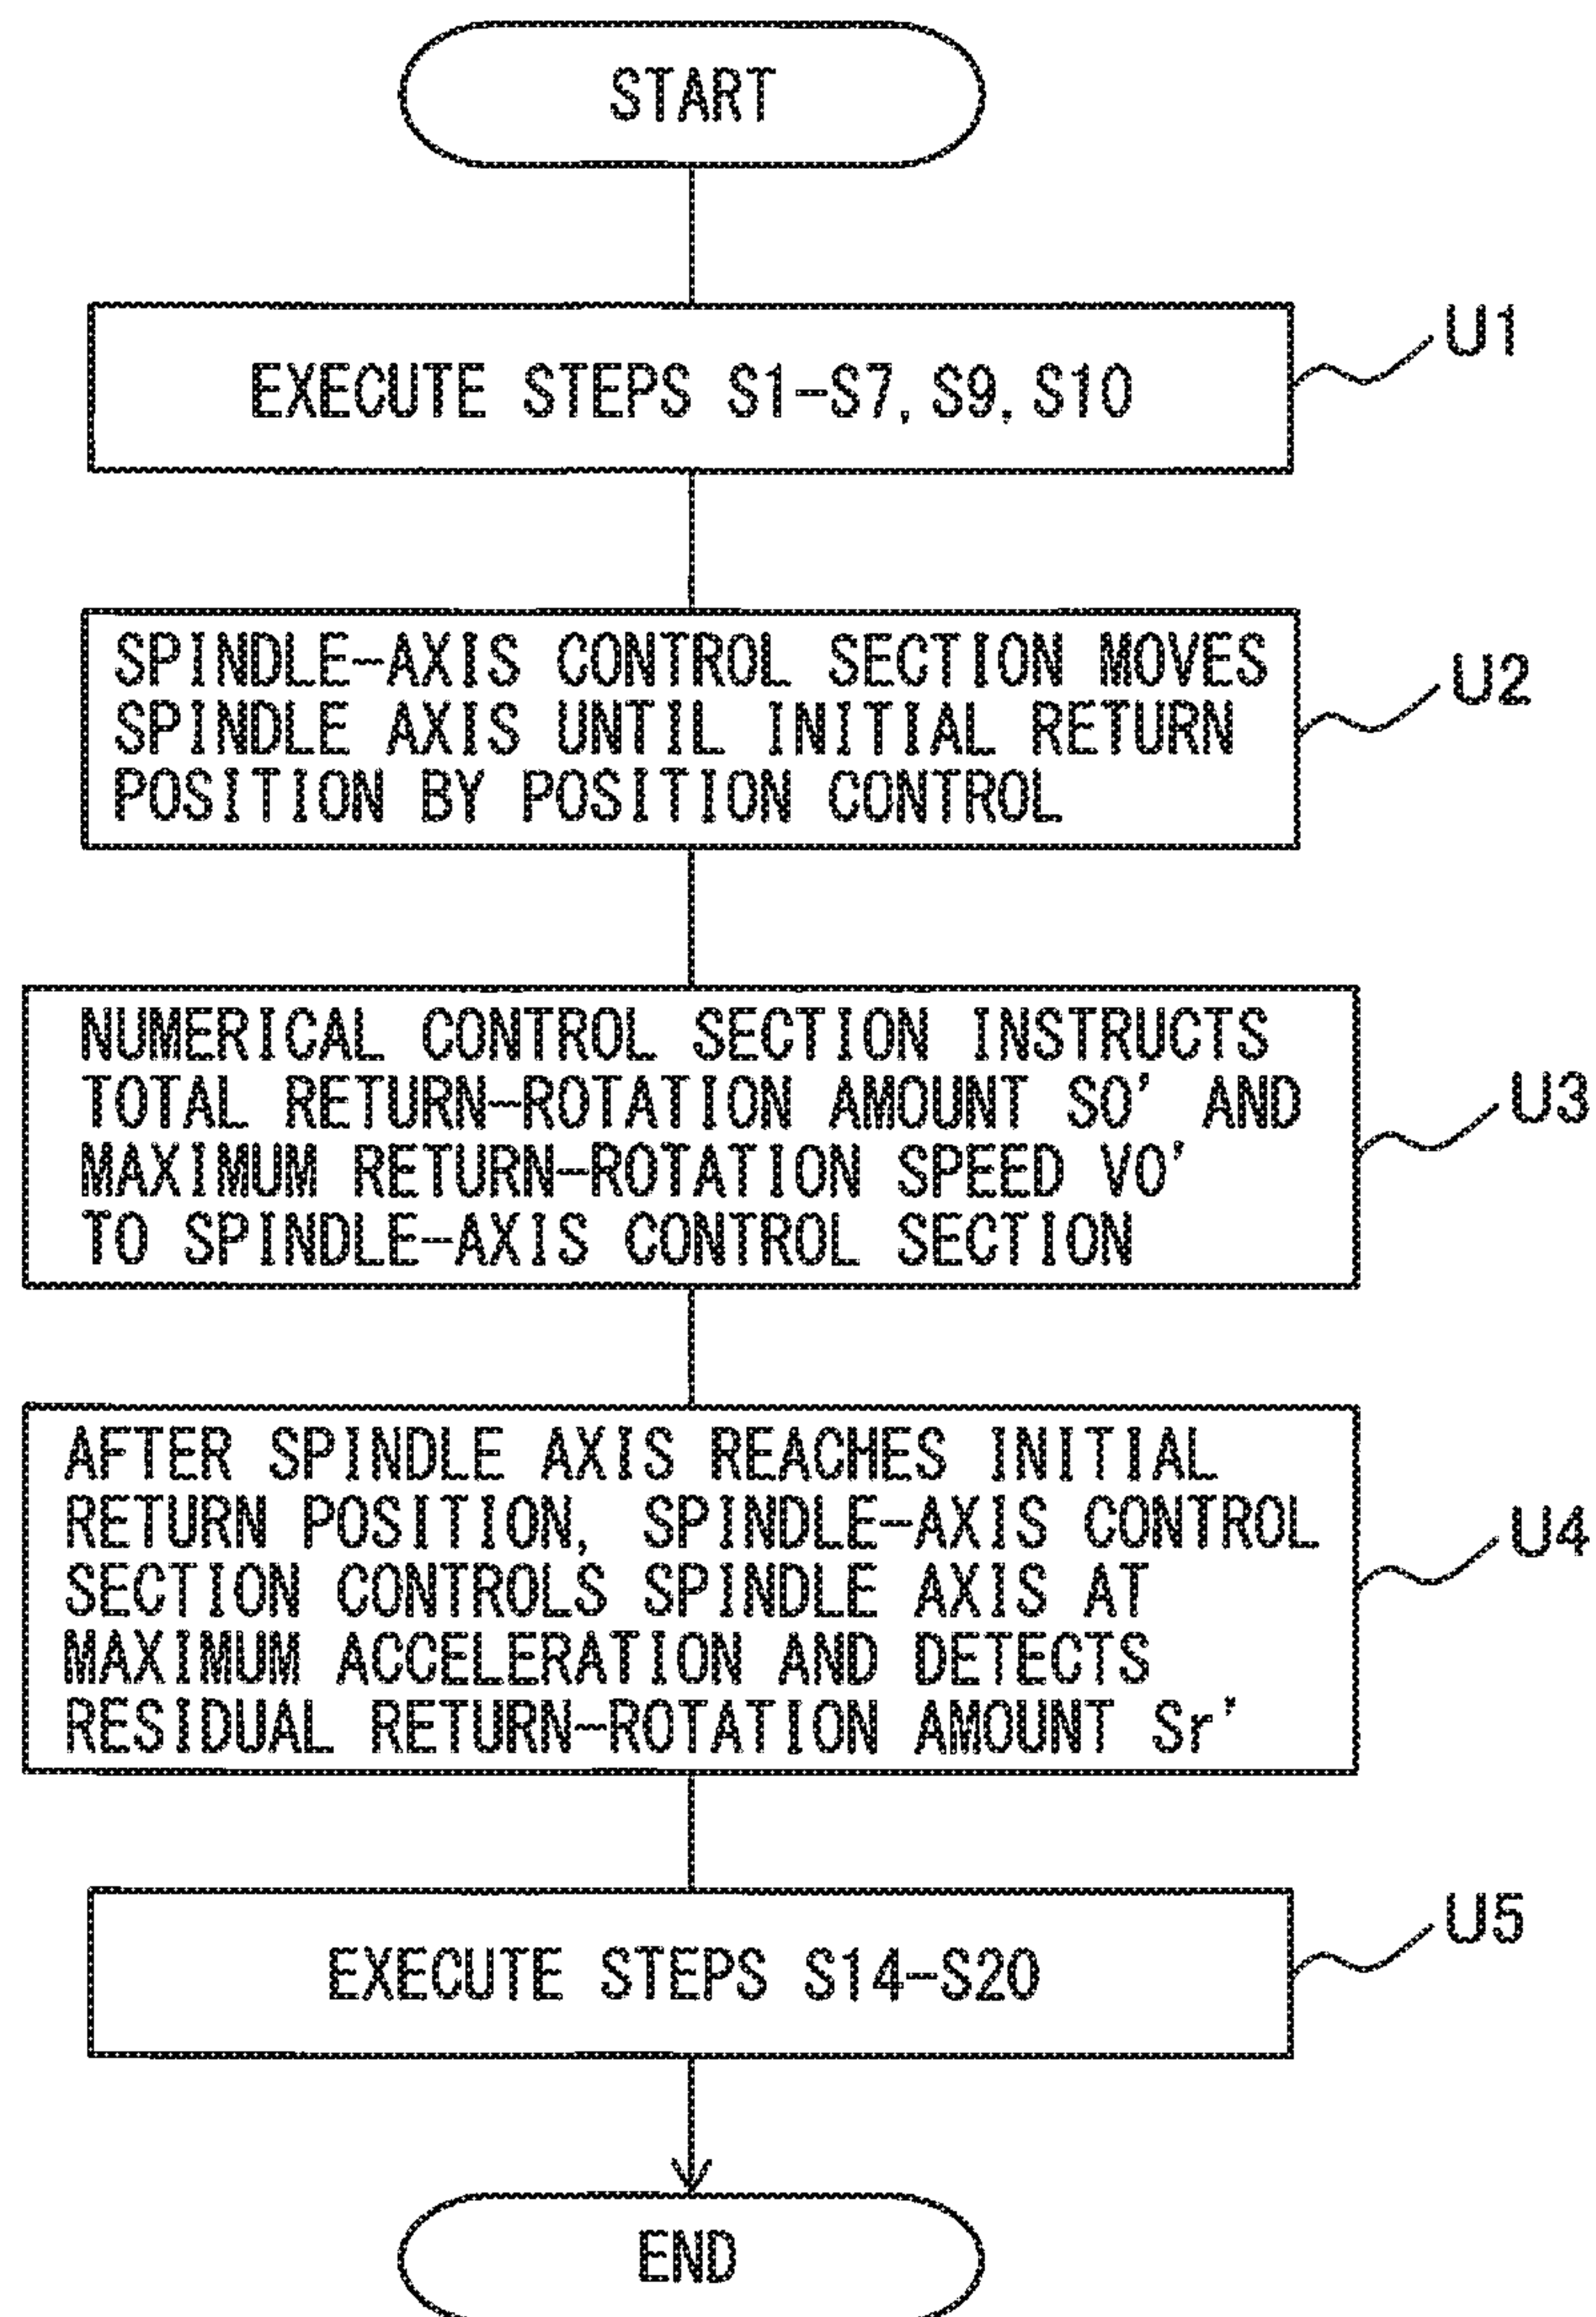 START
EXECUTE STEPS S1-S7, S9, S10
U1
SPINDLE-AXIS CONTROL SECTION MOVES
SPINDLE AXIS UNTIL INITIAL RETURN
POSITION BY POSITION CONTROL
U2
NUMERICAL CONTROL SECTION INSTRUCTS
TOTAL RETURN-ROTATION AMOUNT S0' AND
MAXIMUM RETURN-ROTATION SPEED V0'
TO SPINDLE-AXIS CONTROL SECTION
U3
AFTER SPINDLE AXIS REACHES INITIAL
RETURN POSITION, SPINDLE-AXIS CONTROL
SECTION CONTROLS SPINDLE AXIS AT
MAXIMUM ACCELERATION AND DETECTS
RESIDUAL RETURN-ROTATION AMOUNT Sr'
U4
EXECUTE STEPS S14-S20
U5
END